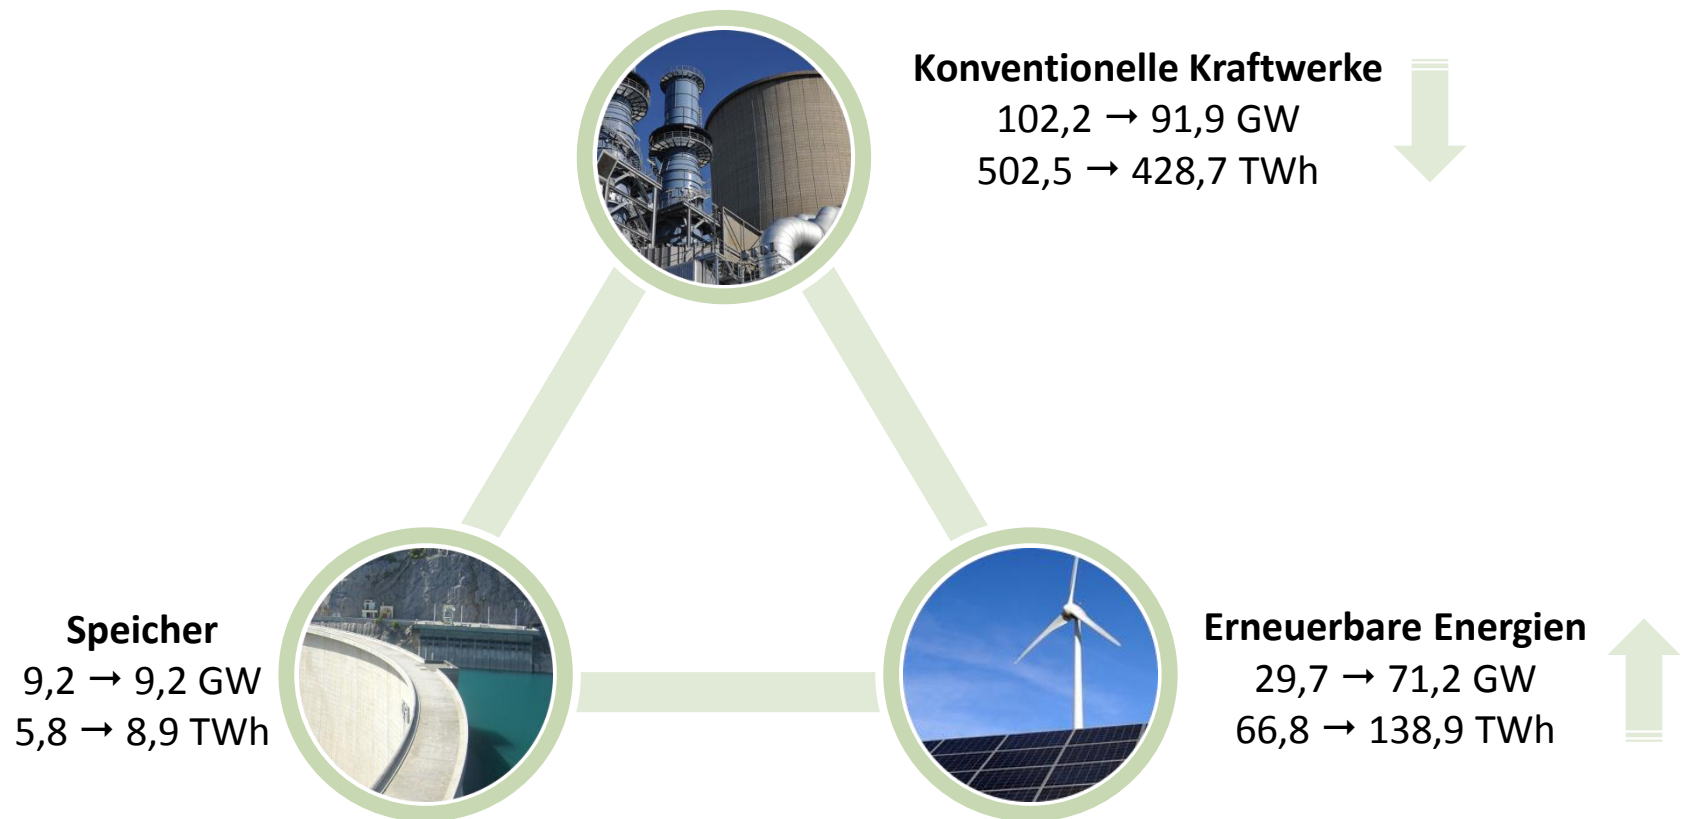 Konventionelle Kraftwerke
102,2 → 91,9 GW
502,5 → 428,7 TWh
Speicher
9,2 → 9,2 GW
5,8 → 8,9 TWh
Erneuerbare Energien
29,7 → 71,2 GW
66,8 → 138,9 TWh